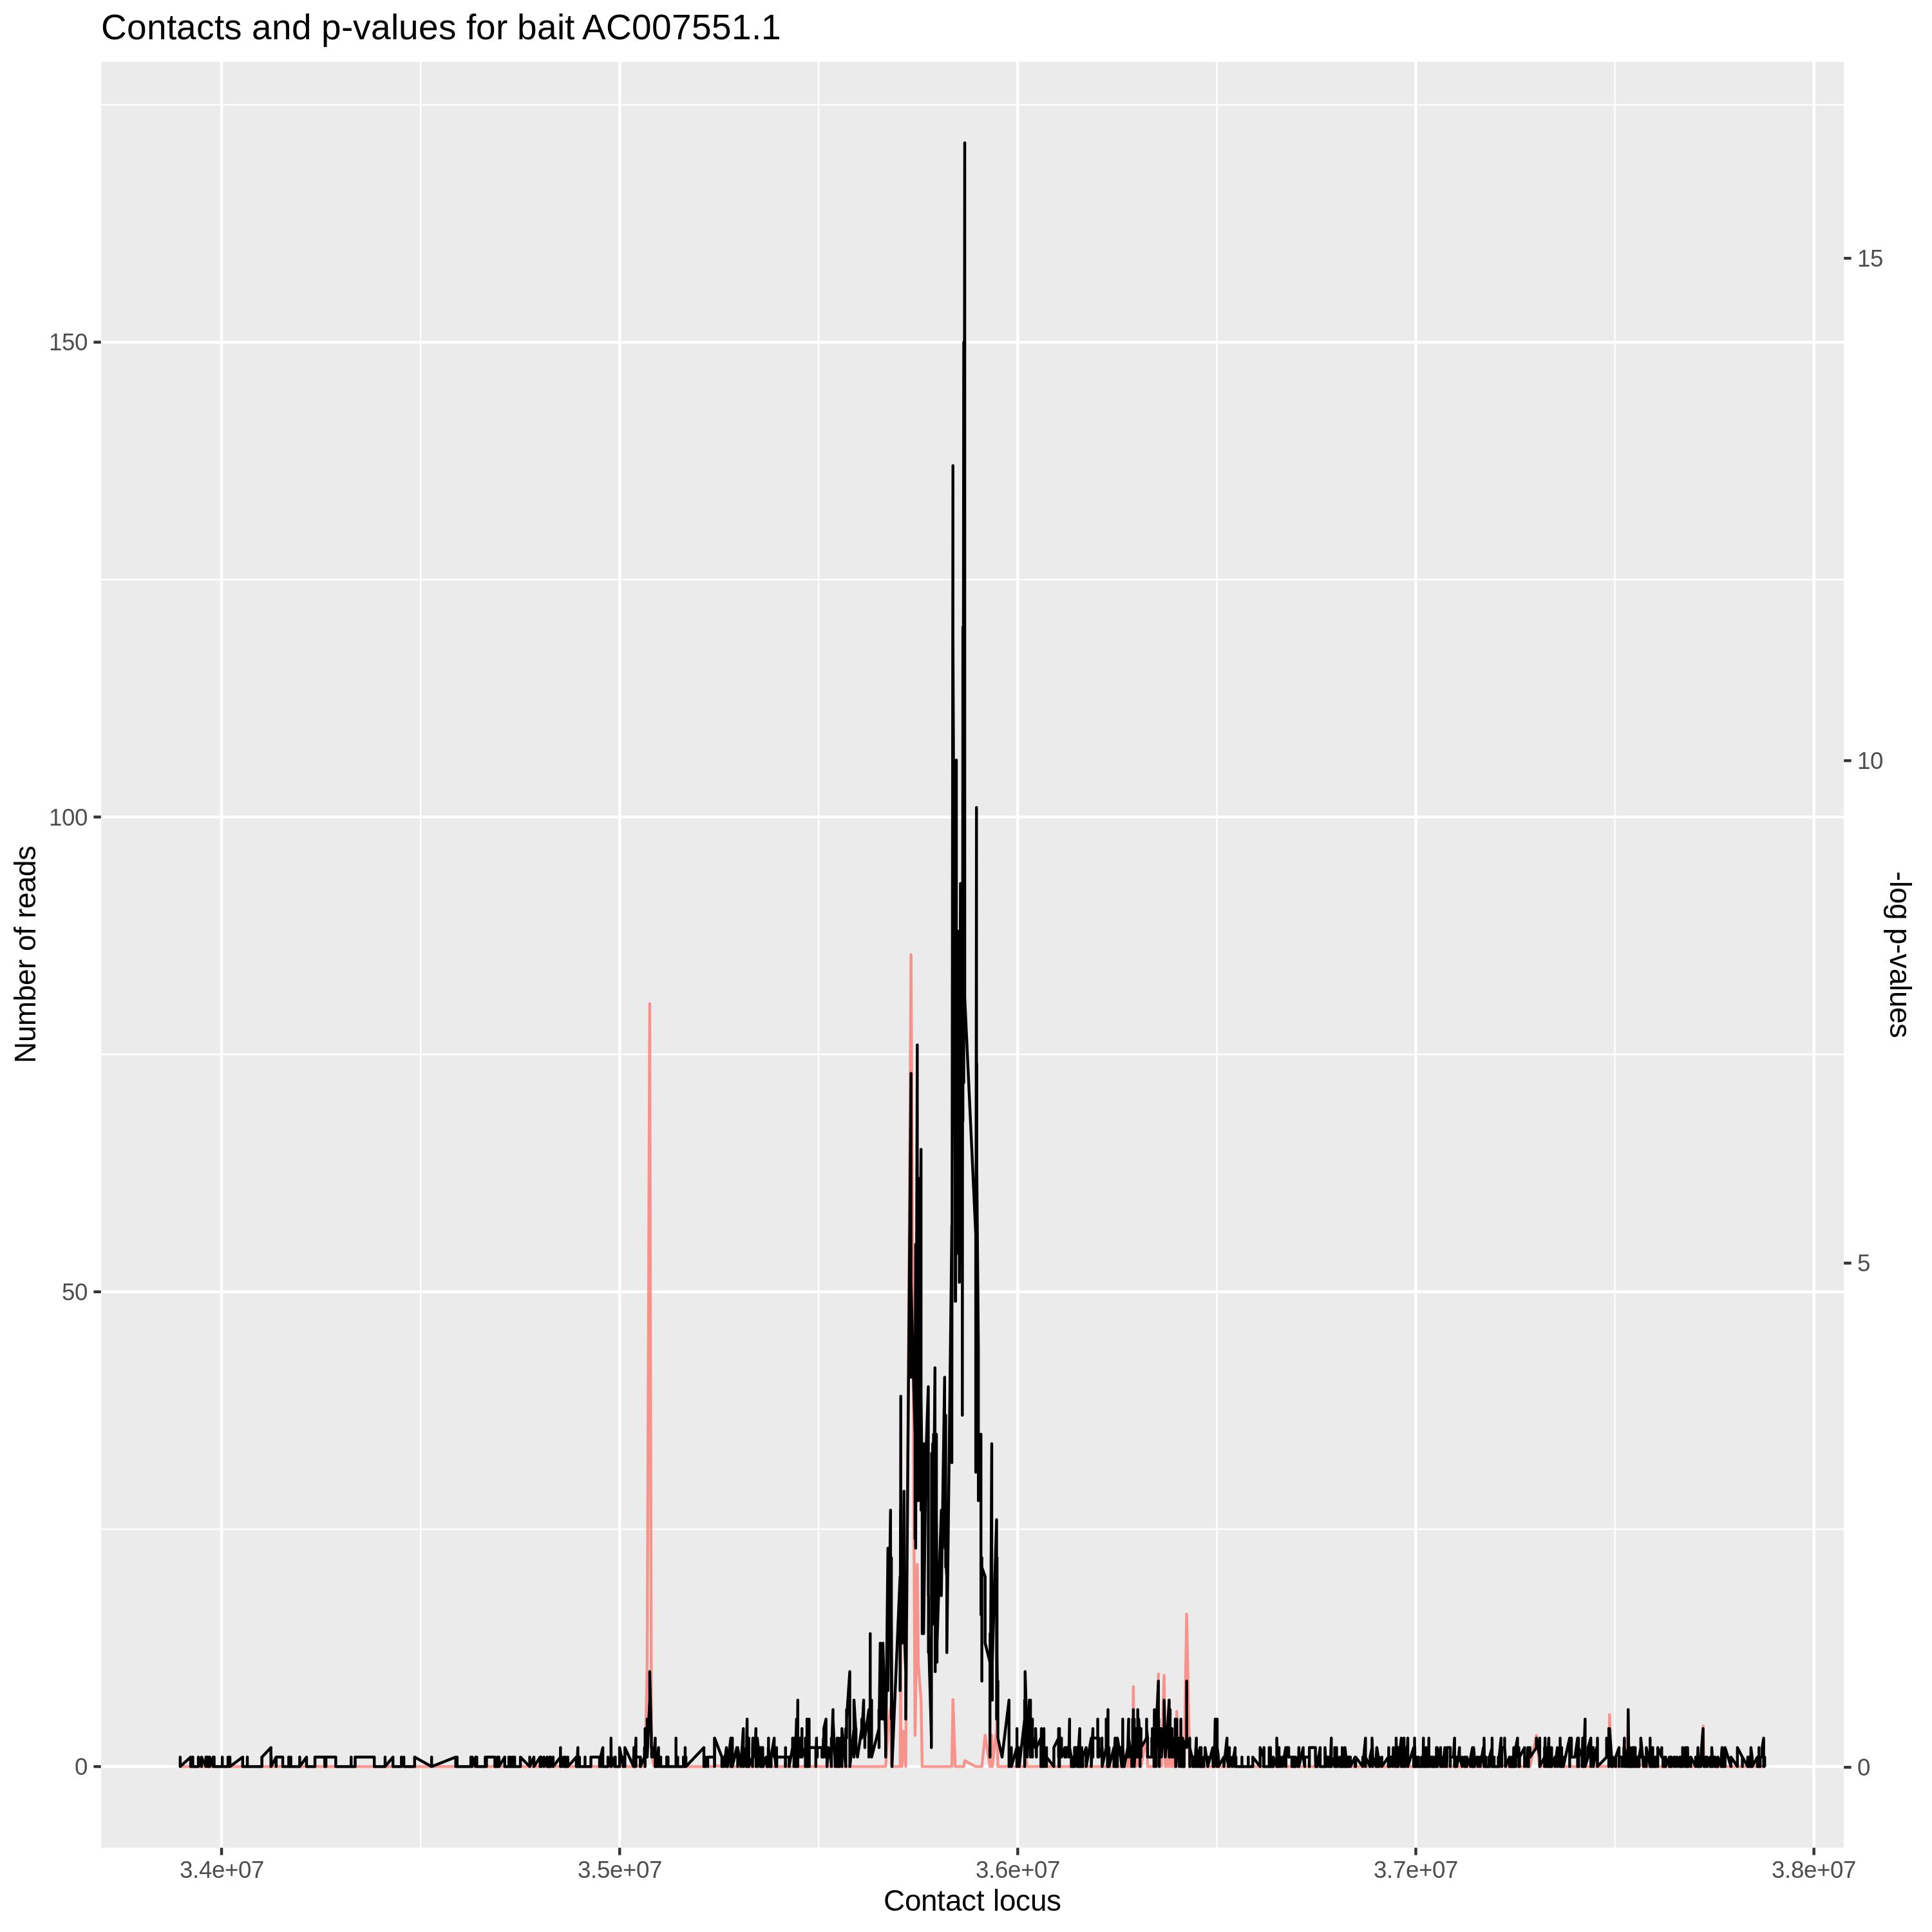 Contacts and p-values for bait AC007551.1
150
100
50
0
Number of reads
15
10
5
0
-log p-values
3.4e+07
3.5e+07
3.6e+07
3.7e+07
3.8e+07
Contact locus